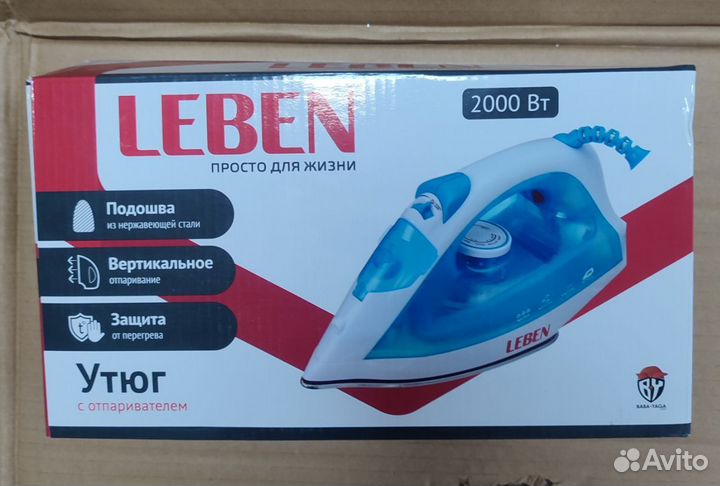 LEBEN
ПРОСТО ДЛЯ ЖИЗНИ
2000 Вт
Подошва
из нержавеющей стали
Вертикальное
отпаривание
Защита
от перегрева
Утюг
с отпаривателем
LEBEN
BY
BABA-YAGA
Avito